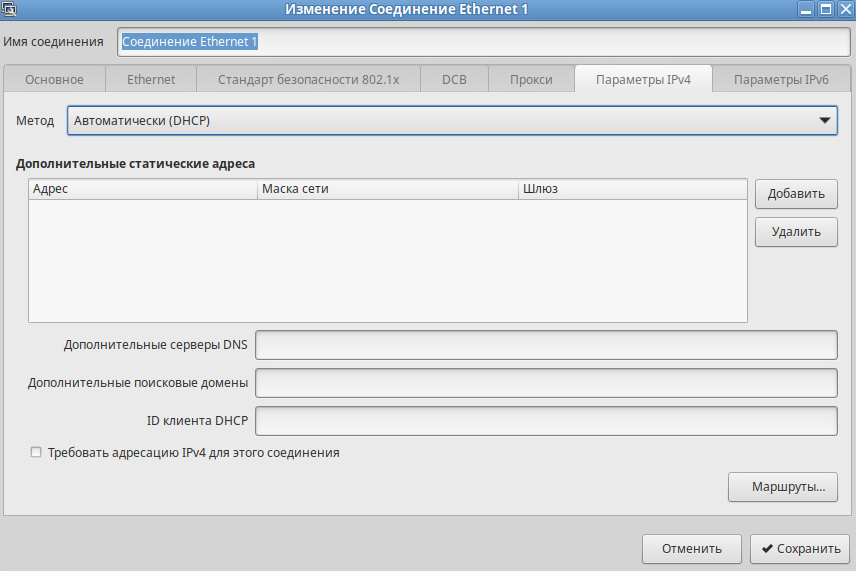 Изменение Соединение Ethernet 1
Имя соединения Соединение Ethernet 1
Основное Ethernet Стандарт безопасности 802.1x DCB Прокси Параметры IPv4 Параметры IPv6
Метод Автоматически (DHCP)
Дополнительные статические адреса
Адрес Маска сети Шлюз
Добавить
Удалить
Дополнительные серверы DNS
Дополнительные поисковые домены
ID клиента DHCP
Требовать адресацию IPv4 для этого соединения
Маршруты...
Отменить Сохранить